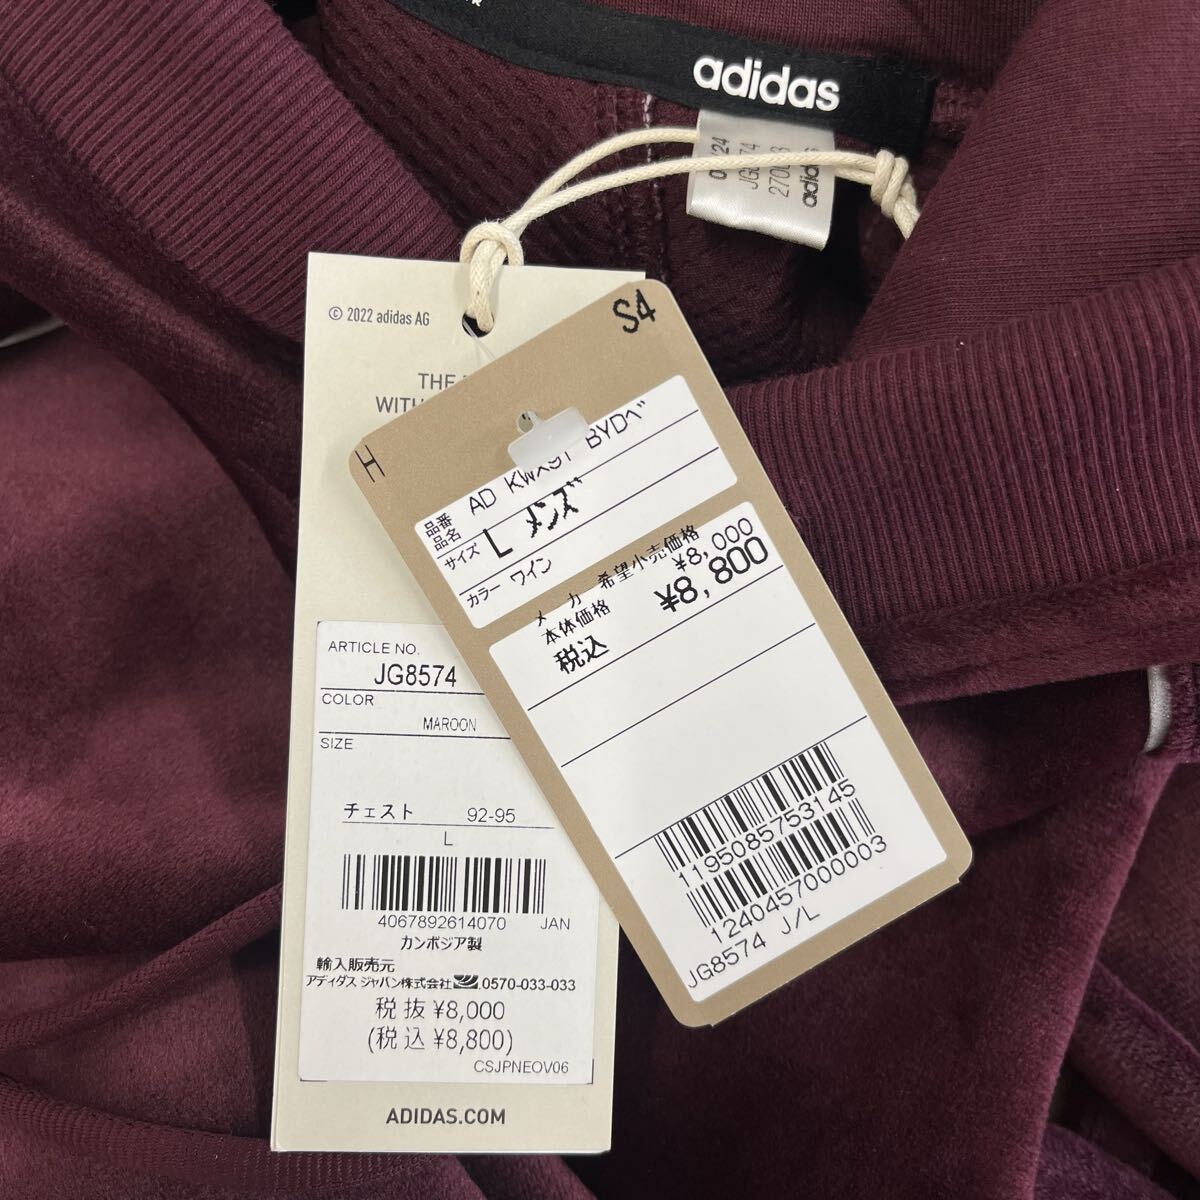 adidas
JG
adidas
© 2022 adidas AG
THE
S4
H
品番
品名
AD
サイズ L メンズ
カラー ワイン
メーカー希望小売価格
本体価格 ¥8,000
税込 ¥8,800
1195085753145
1240457000003
JG8574 J/L
ARTICLE NO.
JG8574
COLOR
MAROON
SIZE
チェスト 92-95
L
4067892614070 JAN
カンボジア製
輸入販売元
アディダス ジャパン株式会社 0570-033-033
税抜 ¥8,000
(税込 ¥8,800)
CSJPNEOV06
ADIDAS.COM